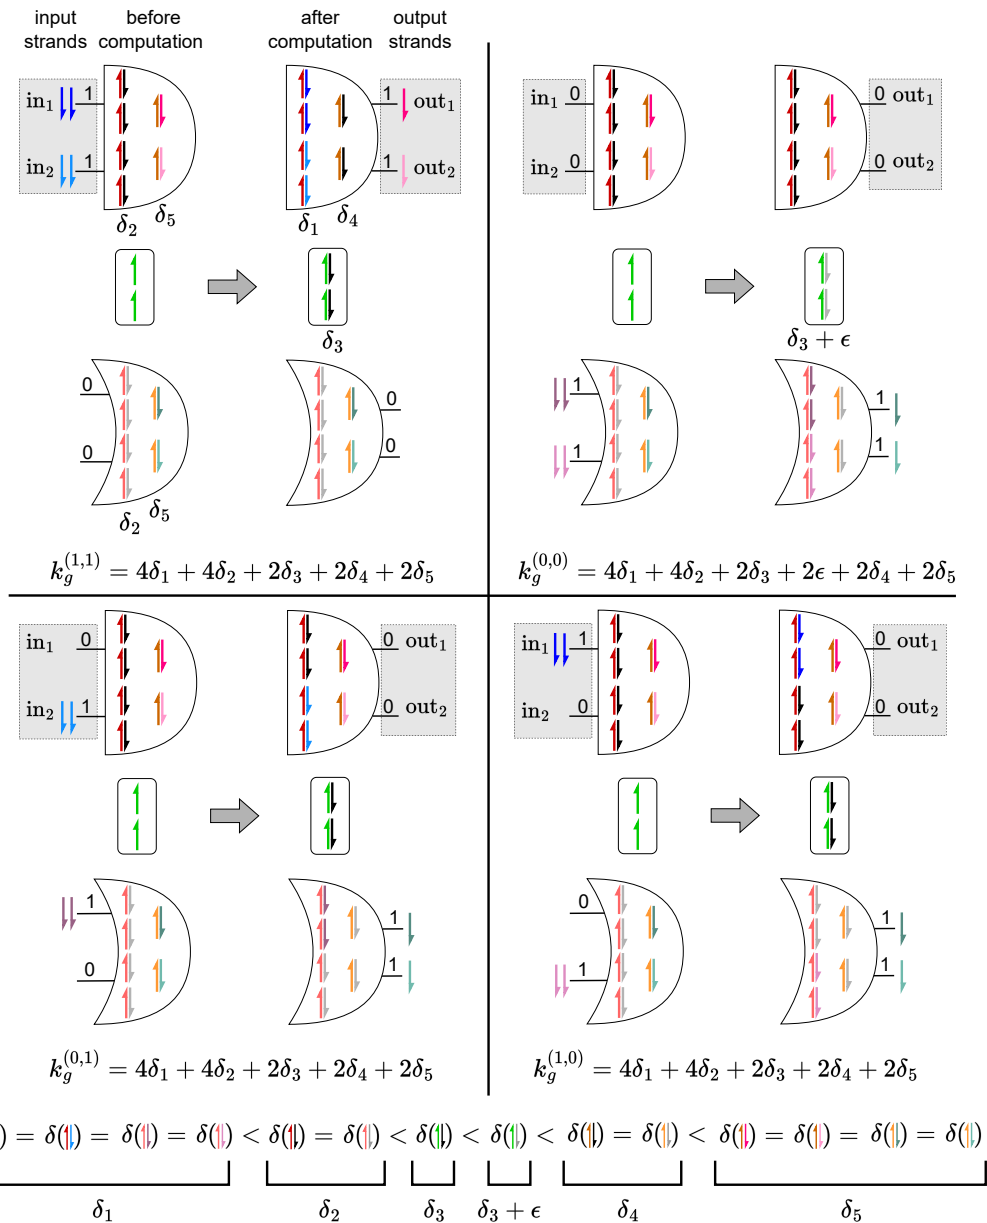 input strands before computation after computation output strands
in₁ 1 1 out₁ in₁ 0 0 out₁
in₂ 1 1 out₂ in₂ 0 0 out₂
δ₂ δ₅ δ₁ δ₄
δ₃ δ₃ + ϵ
0 0 1 1
0 0 1 1
δ₂ δ₅
k_g^(1,1) = 4δ₁ + 4δ₂ + 2δ₃ + 2δ₄ + 2δ₅ k_g^(0,0) = 4δ₁ + 4δ₂ + 2δ₃ + 2ϵ + 2δ₄ + 2δ₅
in₁ 0 0 out₁ in₁ 1 0 out₁
in₂ 1 0 out₂ in₂ 0 0 out₂
1 1 0 1
0 1 1 1
k_g^(0,1) = 4δ₁ + 4δ₂ + 2δ₃ + 2δ₄ + 2δ₅ k_g^(1,0) = 4δ₁ + 4δ₂ + 2δ₃ + 2δ₄ + 2δ₅
) = δ(⥮) = δ(⥮) = δ(⥮) < δ(⥮) = δ(⥮) < δ(⥮) < δ(⥮) < δ(⥮) = δ(⥮) < δ(⥮) = δ(⥮) = δ(⥮) = δ(⥮)
δ₁ δ₂ δ₃ δ₃ + ϵ δ₄ δ₅